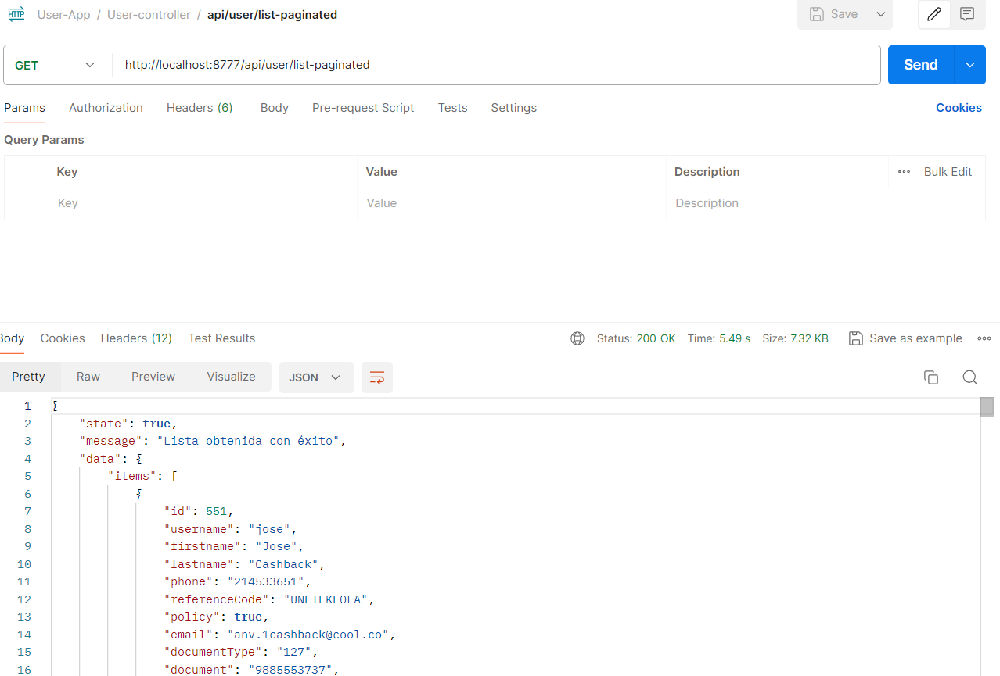 HTTP User-App / User-controller / api/user/list-paginated Save
GET http://localhost:8777/api/user/list-paginated Send
Params Authorization Headers (6) Body Pre-request Script Tests Settings Cookies
Query Params
Key Value Description ••• Bulk Edit
Key Value Description
Body Cookies Headers (12) Test Results Status: 200 OK Time: 5.49 s Size: 7.32 KB Save as example
Pretty Raw Preview Visualize JSON
1 {
2 "state": true,
3 "message": "Lista obtenida con éxito",
4 "data": {
5 "items": [
6 {
7 "id": 551,
8 "username": "jose",
9 "firstname": "Jose",
10 "lastname": "Cashback",
11 "phone": "214533651",
12 "referenceCode": "UNETEKEOLA",
13 "policy": true,
14 "email": "anv.1cashback@cool.co",
15 "documentType": "127",
16 "document": "9885553737",